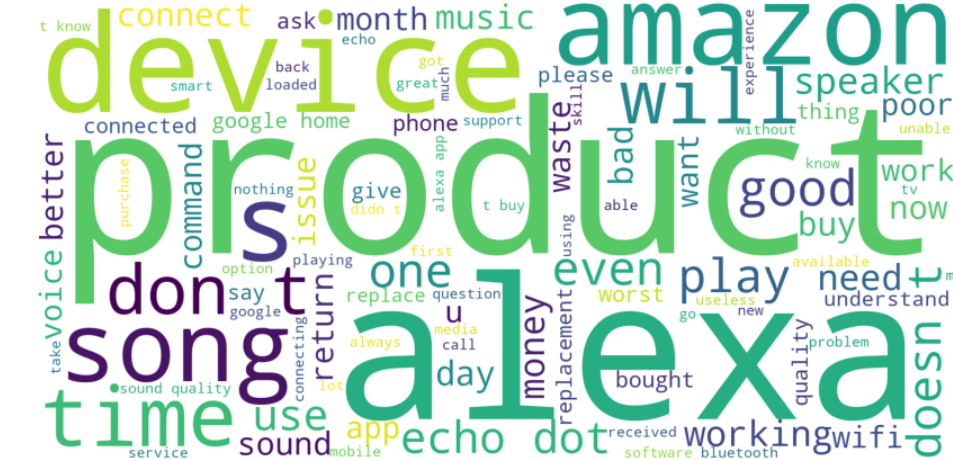 t know
connect
ask
month
music
amazon
device
echo
back
smart
loaded
got
great
much
please
answer
experience
will
speaker
skill
thing
poor
connected
google home
phone
support
waste
bad
without
unable
better
product
purchase
command
nothing
s
issue
give
didn t
alexa app
t buy
able
want
good
know
tv
work
now
buy
voice
option
playing
first
using
even
play
available
need
don t
say
google
return
one
replace
question
u
worst
useless
go
new
understand
m
doesn t
song
take
connecting
always
media
call
alexa
day
money
replacement
bought
quality
problem
time
sound quality
lot
use
sound
app
mobile
echo dot
received
software
working
bluetooth
wifi
service